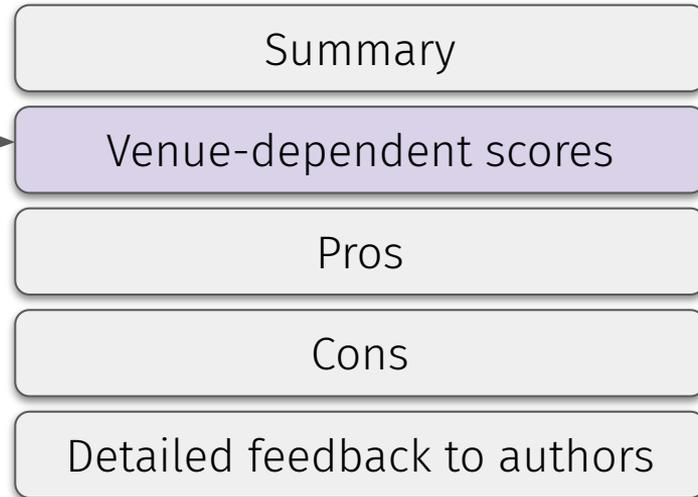 Summary
Venue-dependent scores
Pros
Cons
Detailed feedback to authors